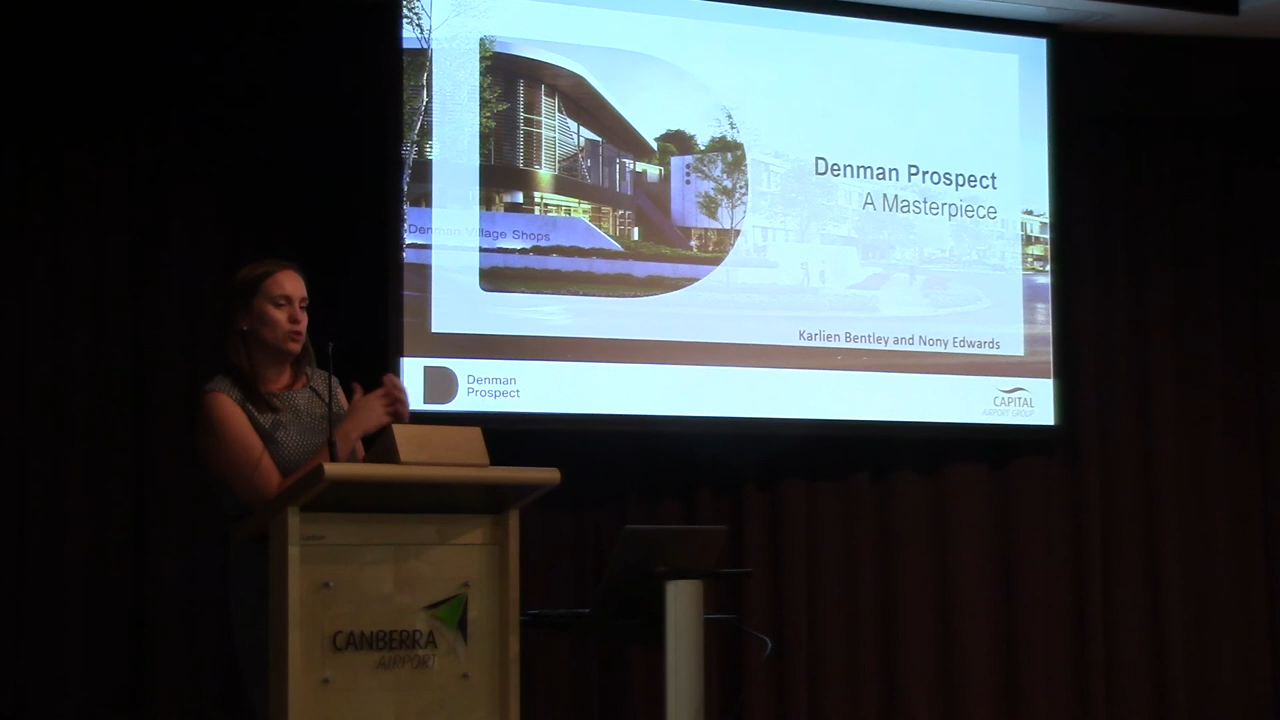 Denman Prospect
A Masterpiece
Denman Village Shops
Karlien Bentley and Nony Edwards
Denman
Prospect
CAPITAL
AIRPORT GROUP
CANBERRA
AIRPORT